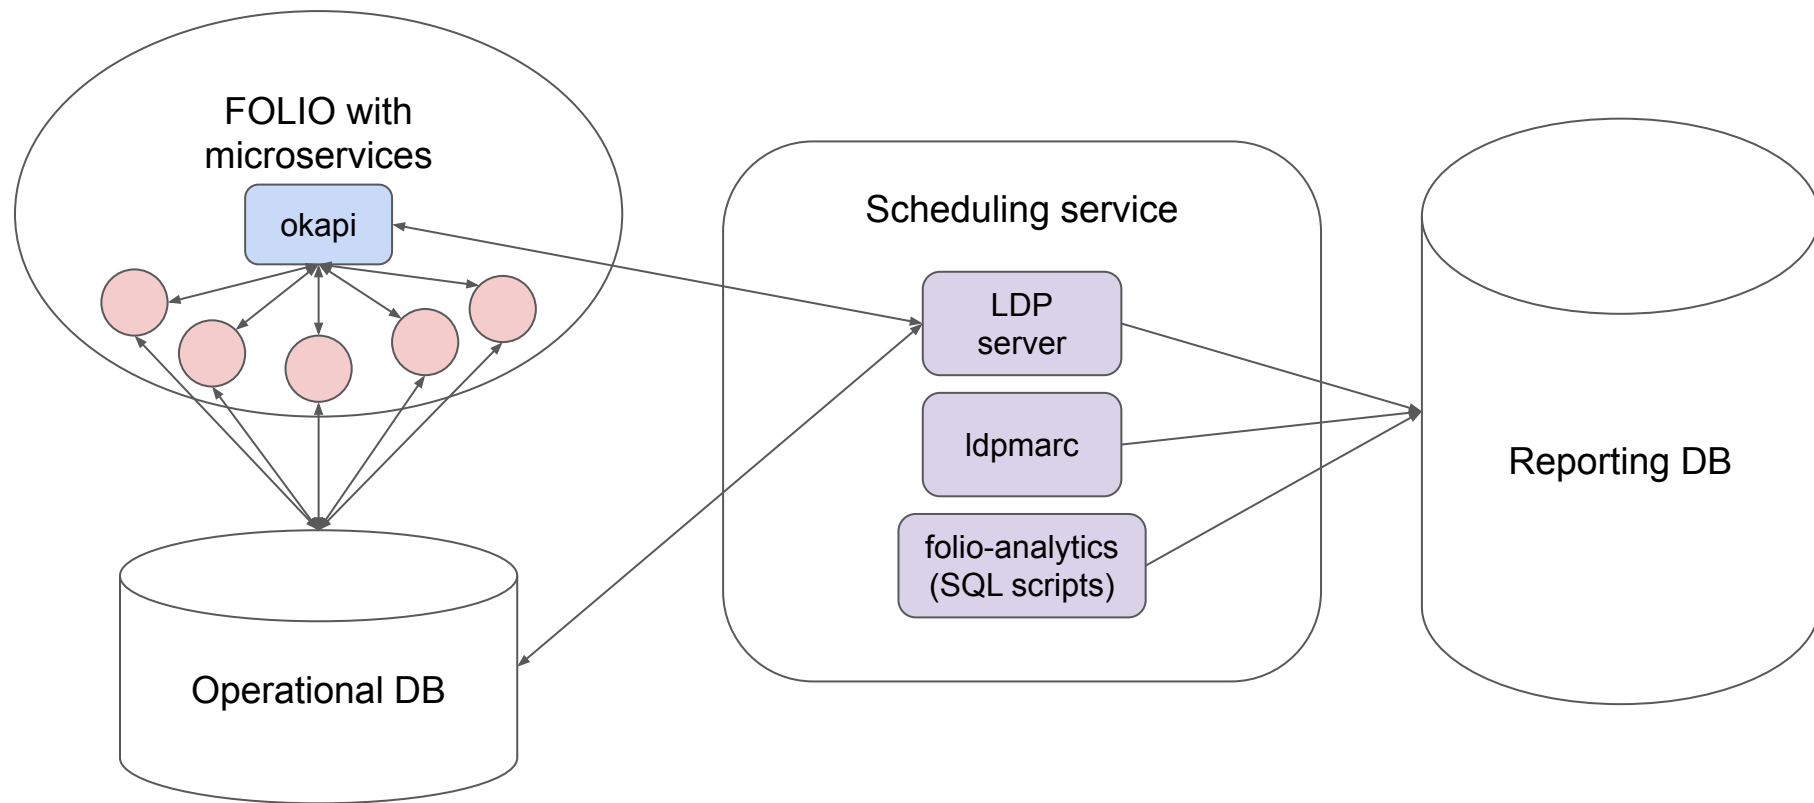 FOLIO with
microservices
okapi
Scheduling service
LDP
server
ldpmarc
folio-analytics
(SQL scripts)
Operational DB
Reporting DB